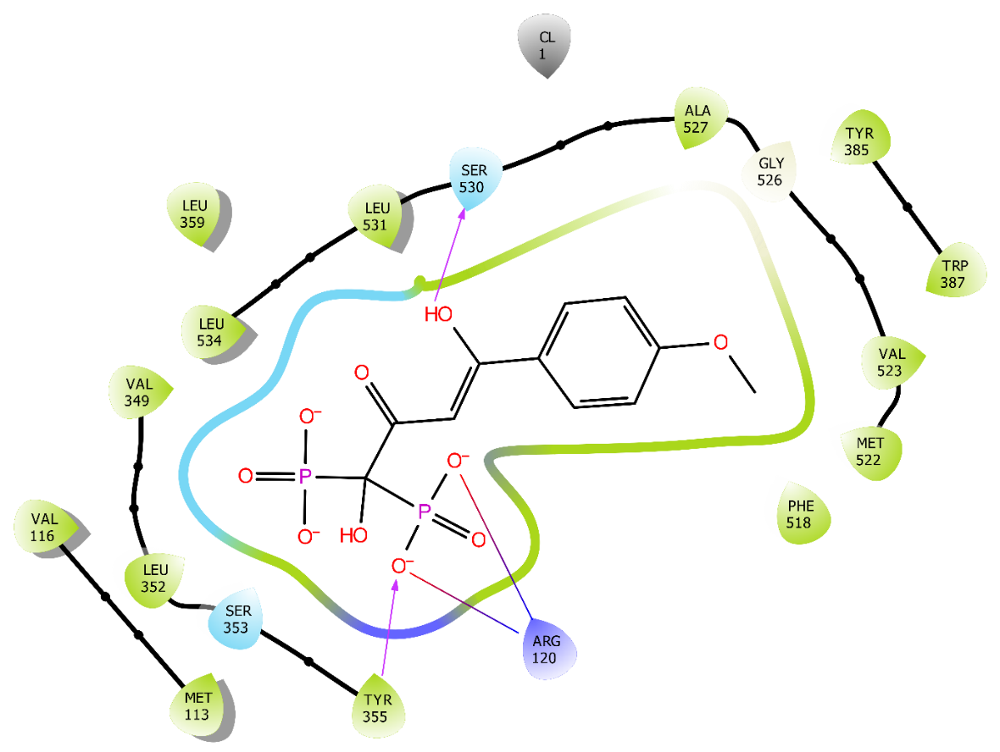 CL
1
ALA
527
TYR
385
SER
530
GLY
526
LEU
359
LEU
531
TRP
387
HO
LEU
534
O
VAL
523
VAL
349
O
O−
MET
522
O−
O
P
P
PHE
518
VAL
116
O−
HO
O
O−
LEU
352
SER
353
ARG
120
MET
113
TYR
355